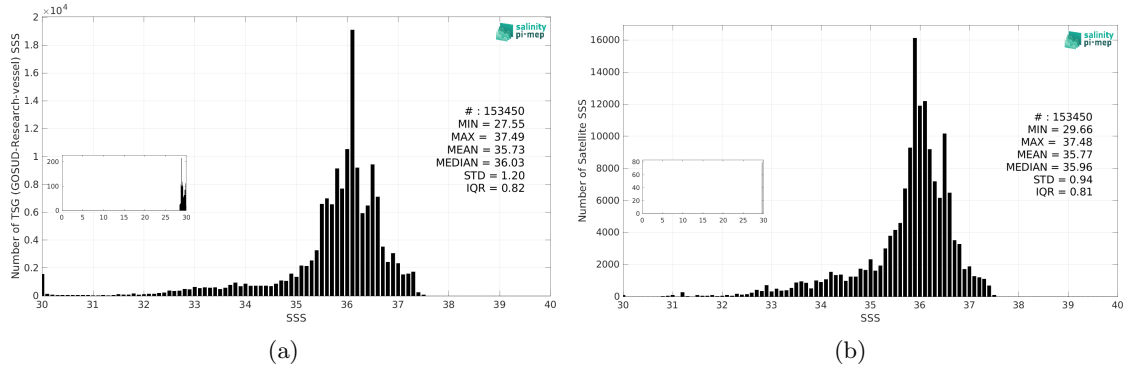 2 ×10⁴
1.8
1.6
1.4
1.2
1
0.8
0.6
0.4
0.2
0
Number of TSG (GOSUD-Research-vessel) SSS
30 31 32 33 34 35 36 37 38 39 40
SSS
salinity
pi-mep
# : 153450
MIN = 27.55
MAX = 37.49
MEAN = 35.73
MEDIAN = 36.03
STD = 1.20
IQR = 0.82
200
100
0
0 5 10 15 20 25 30
(a)
16000
14000
12000
10000
8000
6000
4000
2000
0
Number of Satellite SSS
30 31 32 33 34 35 36 37 38 39 40
SSS
salinity
pi-mep
# : 153450
MIN = 29.66
MAX = 37.48
MEAN = 35.77
MEDIAN = 35.96
STD = 0.94
IQR = 0.81
80
60
40
20
0
0 5 10 15 20 25 30
(b)